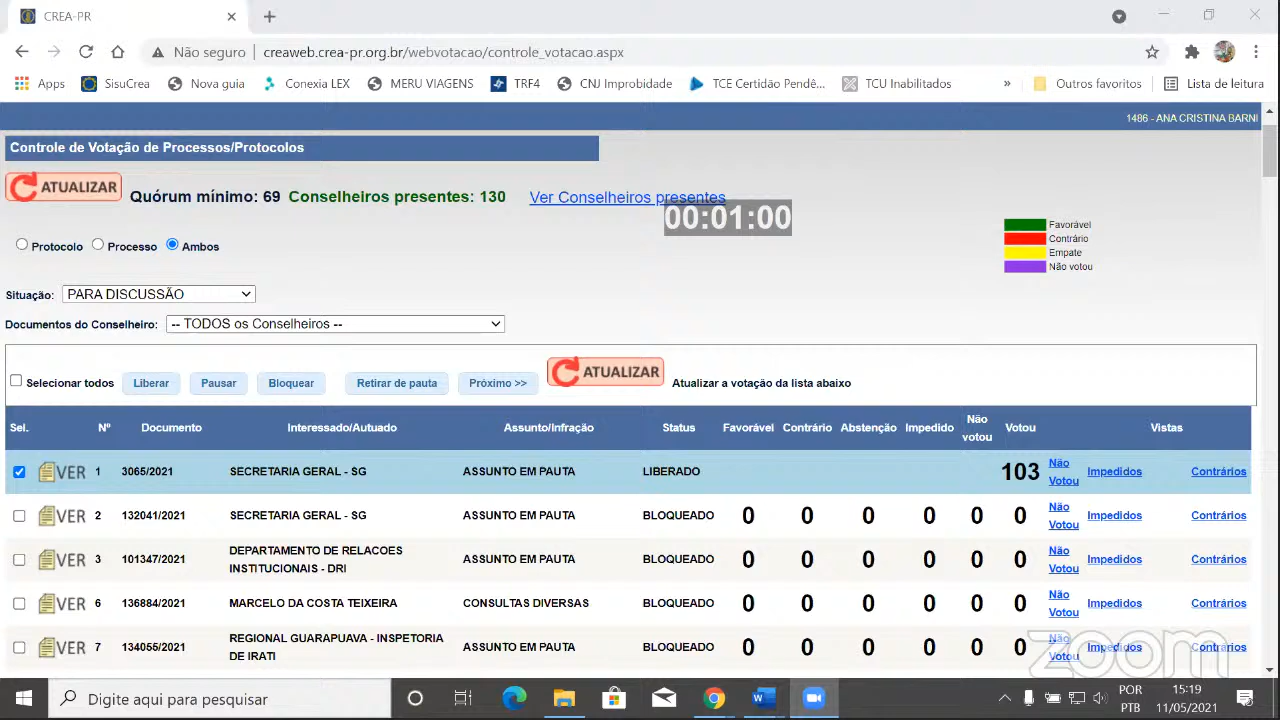 CREA-PR
Não seguro
creaweb.crea-pr.org.br/webvotacao/controle_votacao.aspx
Apps SisuCrea Nova guia Conexia LEX MERU VIAGENS TRF4 CNJ Improbidade TCE Certidão Pendê... TCU Inabilitados » Outros favoritos Lista de leitura
1486 - ANA CRISTINA BARNI
Controle de Votação de Processos/Protocolos
ATUALIZAR Quórum mínimo: 69 Conselheiros presentes: 130 Ver Conselheiros presentes
00:01:00
Favorável
Contrário
Empate
Não votou
Protocolo Processo Ambos
Situação: PARA DISCUSSÃO
Documentos do Conselheiro: -- TODOS os Conselheiros --
Selecionar todos Liberar Pausar Bloquear Retirar de pauta Próximo >> ATUALIZAR Atualizar a votação da lista abaixo
Sel. Nº Documento Interessado/Autuado Assunto/Infração Status Favorável Contrário Abstenção Impedido Não votou Votou Vistas
VER 1 3065/2021 SECRETARIA GERAL - SG ASSUNTO EM PAUTA LIBERADO 103 Não Votou Impedidos Contrários
VER 2 132041/2021 SECRETARIA GERAL - SG ASSUNTO EM PAUTA BLOQUEADO 0 0 0 0 0 0 Não Votou Impedidos Contrários
VER 3 101347/2021 DEPARTAMENTO DE RELACOES INSTITUCIONAIS - DRI ASSUNTO EM PAUTA BLOQUEADO 0 0 0 0 0 0 Não Votou Impedidos Contrários
VER 6 136884/2021 MARCELO DA COSTA TEIXEIRA CONSULTAS DIVERSAS BLOQUEADO 0 0 0 0 0 0 Não Votou Impedidos Contrários
VER 7 134055/2021 REGIONAL GUARAPUAVA - INSPETORIA DE IRATI ASSUNTO EM PAUTA BLOQUEADO 0 0 0 0 0 0 Não Votou Impedidos Contrários
zoom
Digite aqui para pesquisar
POR
PTB
15:19
11/05/2021